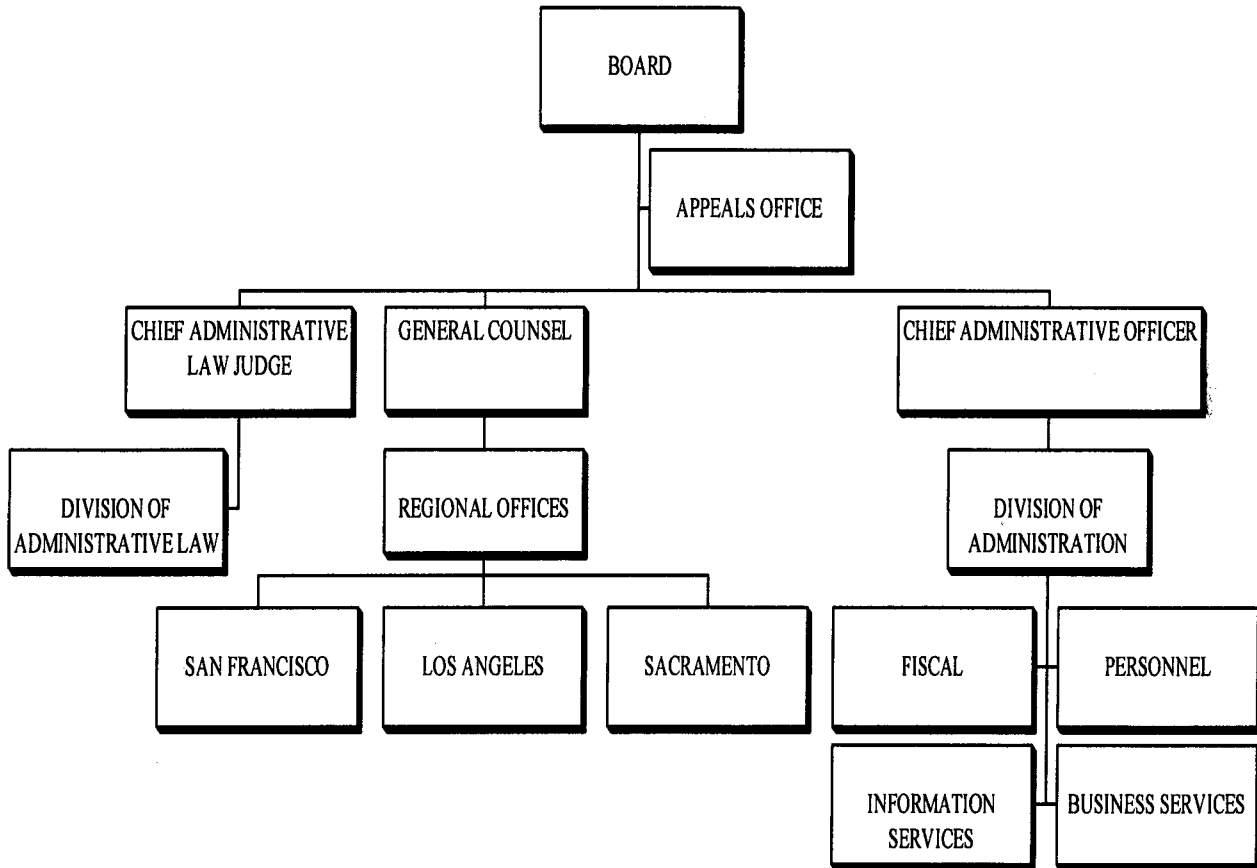 BOARD
APPEALS OFFICE
CHIEF ADMINISTRATIVE
LAW JUDGE
GENERAL COUNSEL
CHIEF ADMINISTRATIVE OFFICER
DIVISION OF
ADMINISTRATIVE LAW
REGIONAL OFFICES
DIVISION OF
ADMINISTRATION
SAN FRANCISCO
LOS ANGELES
SACRAMENTO
FISCAL
PERSONNEL
INFORMATION
SERVICES
BUSINESS SERVICES